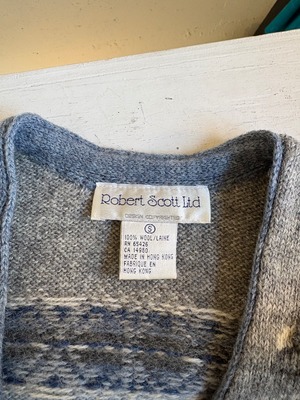 Robert Scott Ltd
DESIGN COPYRIGHTED
S
100% WOOL/LAINE
RN 65426
CA 14980
MADE IN HONG KONG
FABRIQUE EN
HONG KONG